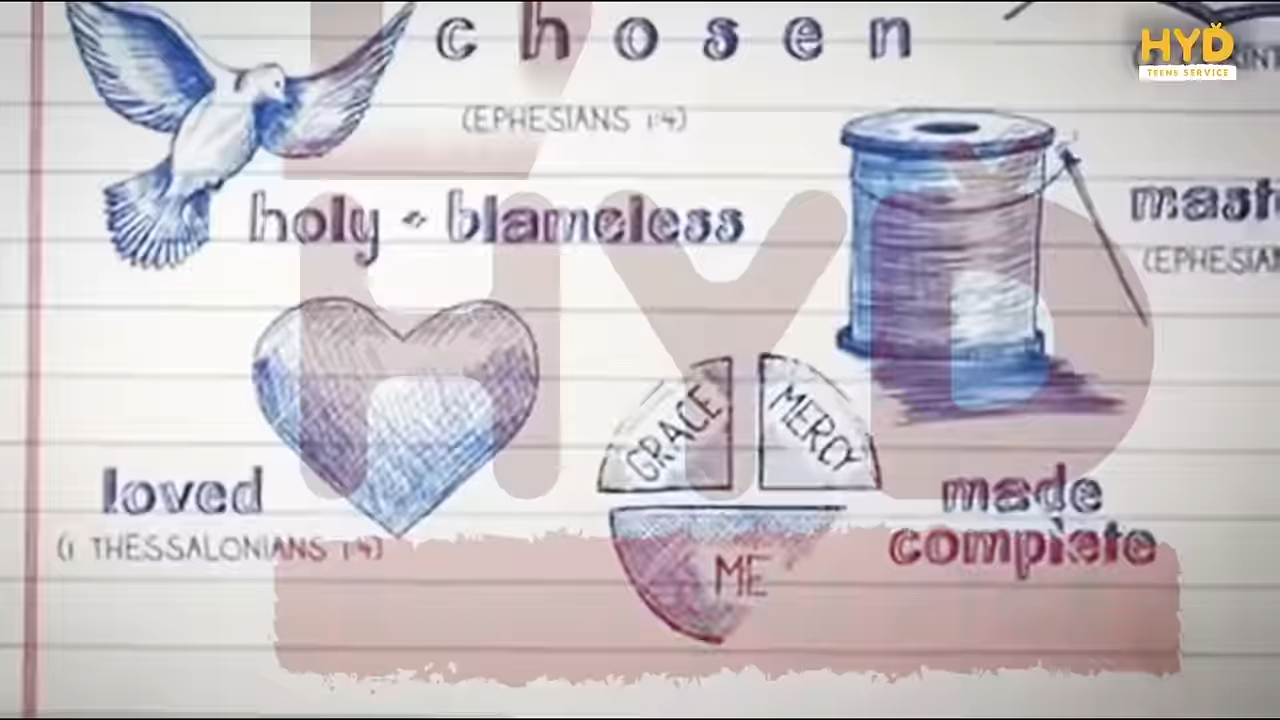 chosen
HYD
TEENS SERVICE
(EPHESIANS 1:4)
holy - blameless
HYD
GRACE
MERCY
loved
made
(1 THESSALONIANS 1:4)
complete
ME